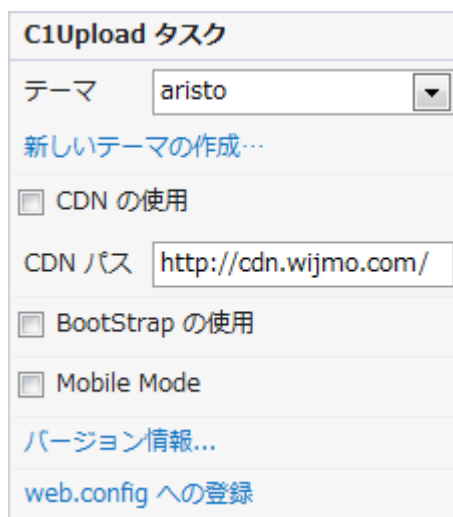 C1Upload タスク
テーマ aristo
新しいテーマの作成…
CDN の使用
CDN パス http://cdn.wijmo.com/
BootStrap の使用
Mobile Mode
バージョン情報...
web.config への登録